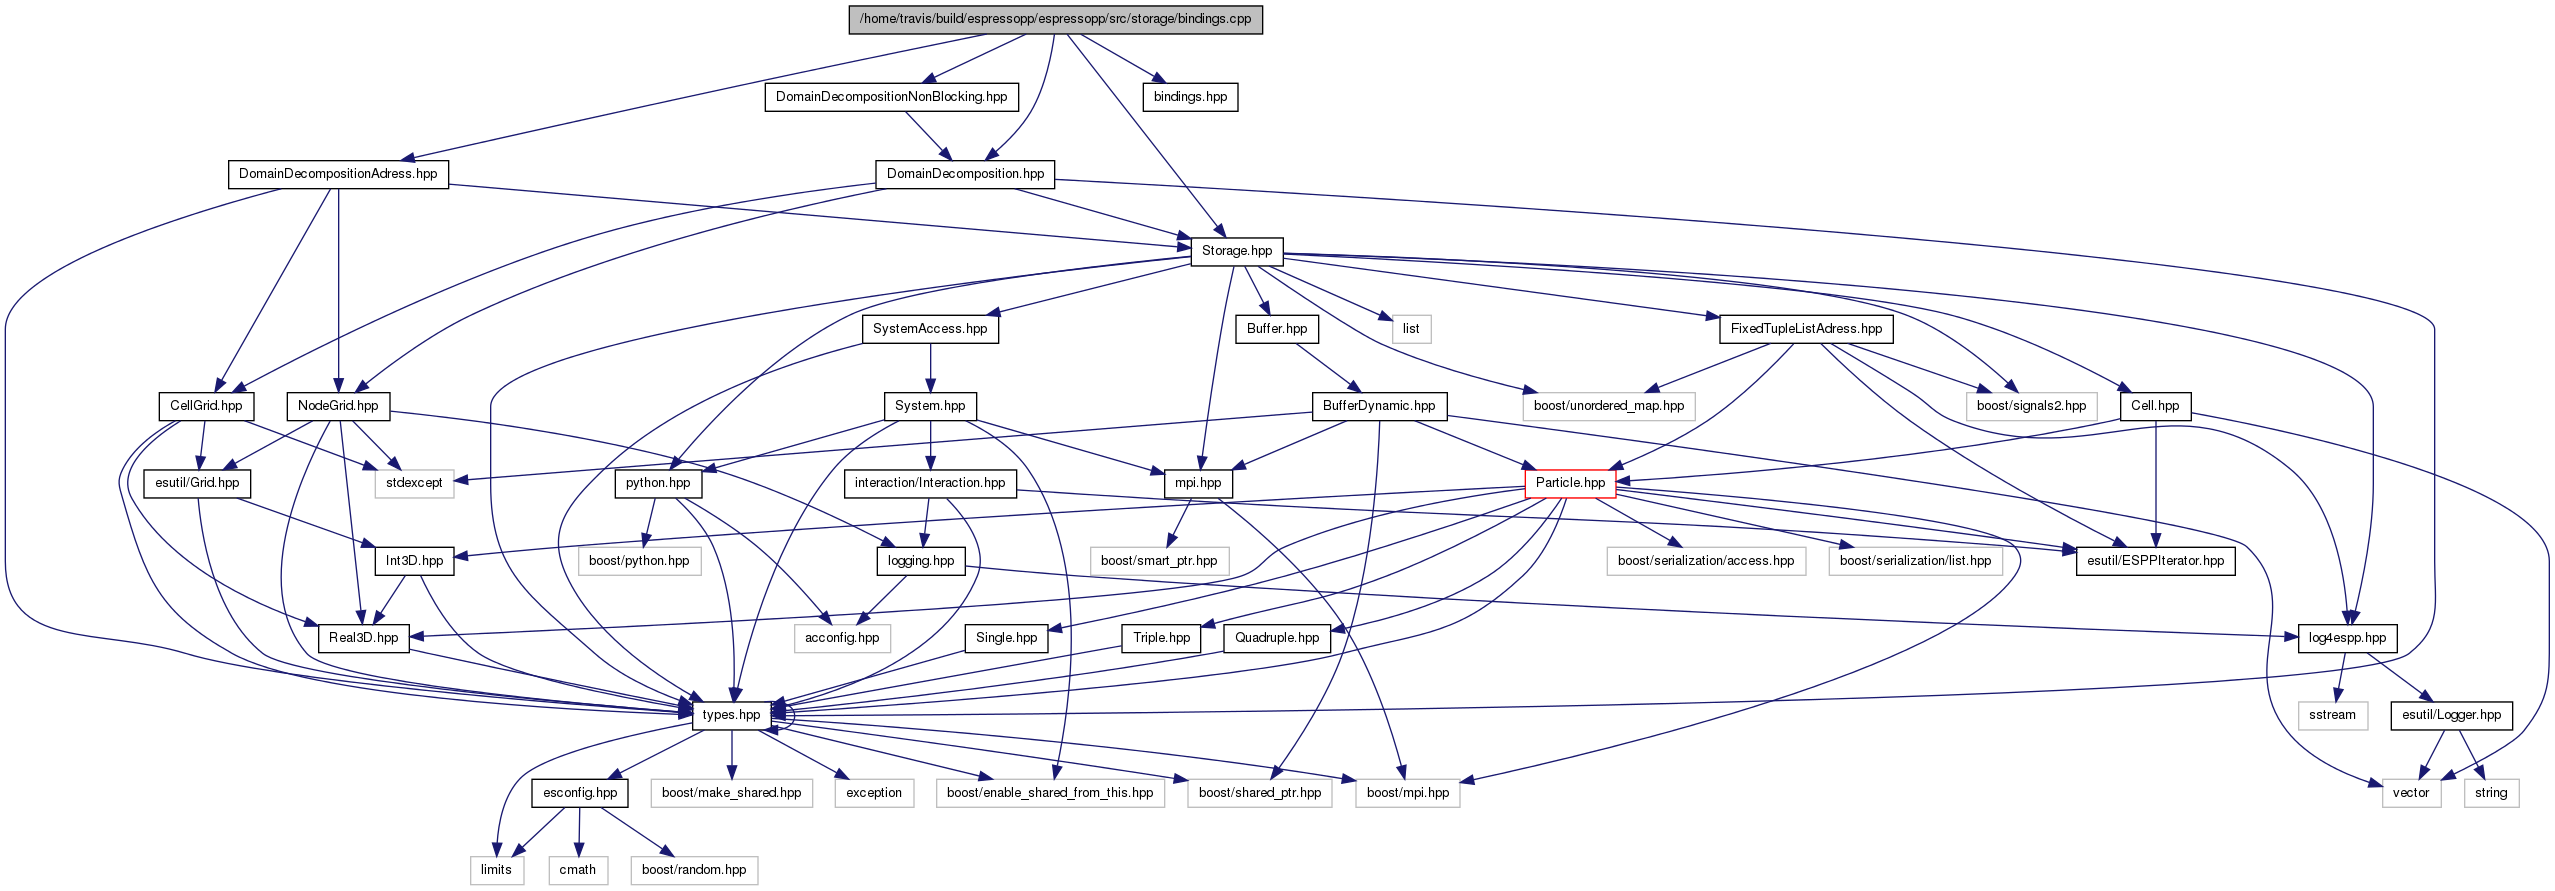 /home/travis/build/espressopp/espressopp/src/storage/bindings.cpp
DomainDecompositionNonBlocking.hpp
bindings.hpp
DomainDecompositionAdress.hpp
DomainDecomposition.hpp
Storage.hpp
SystemAccess.hpp
Buffer.hpp
list
FixedTupleListAdress.hpp
CellGrid.hpp
NodeGrid.hpp
System.hpp
BufferDynamic.hpp
boost/unordered_map.hpp
boost/signals2.hpp
Cell.hpp
esutil/Grid.hpp
stdexcept
python.hpp
interaction/Interaction.hpp
mpi.hpp
Particle.hpp
Int3D.hpp
boost/python.hpp
logging.hpp
boost/smart_ptr.hpp
boost/serialization/access.hpp
boost/serialization/list.hpp
esutil/ESPPIterator.hpp
Real3D.hpp
acconfig.hpp
Single.hpp
Triple.hpp
Quadruple.hpp
log4espp.hpp
types.hpp
sstream
esutil/Logger.hpp
esconfig.hpp
boost/make_shared.hpp
exception
boost/enable_shared_from_this.hpp
boost/shared_ptr.hpp
boost/mpi.hpp
vector
string
limits
cmath
boost/random.hpp